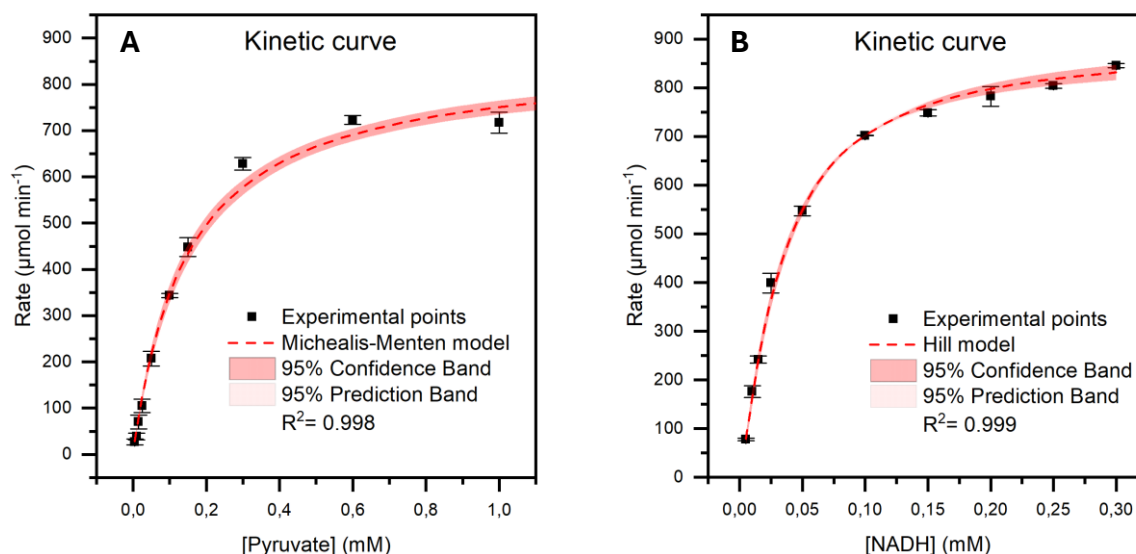 A
Kinetic curve
Rate (µmol min⁻¹)
900
800
700
600
500
400
300
200
100
0
Experimental points
Michealis-Menten model
95% Confidence Band
95% Prediction Band
R²= 0.998
0,0 0,2 0,4 0,6 0,8 1,0
[Pyruvate] (mM)
B
Kinetic curve
Rate (µmol min⁻¹)
900
800
700
600
500
400
300
200
100
0
Experimental points
Hill model
95% Confidence Band
95% Prediction Band
R²= 0.999
0,00 0,05 0,10 0,15 0,20 0,25 0,30
[NADH] (mM)